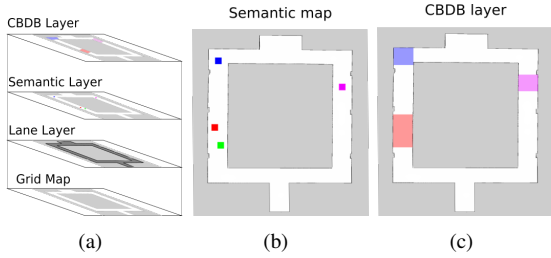 CBDB Layer
Semantic Layer
Lane Layer
Grid Map
(a)
Semantic map
(b)
CBDB layer
(c)